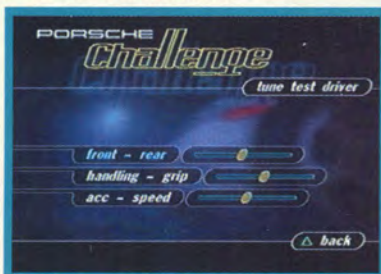 PORSCHE
Challenge
tune test driver
front - rear
handling - grip
acc - speed
△ back